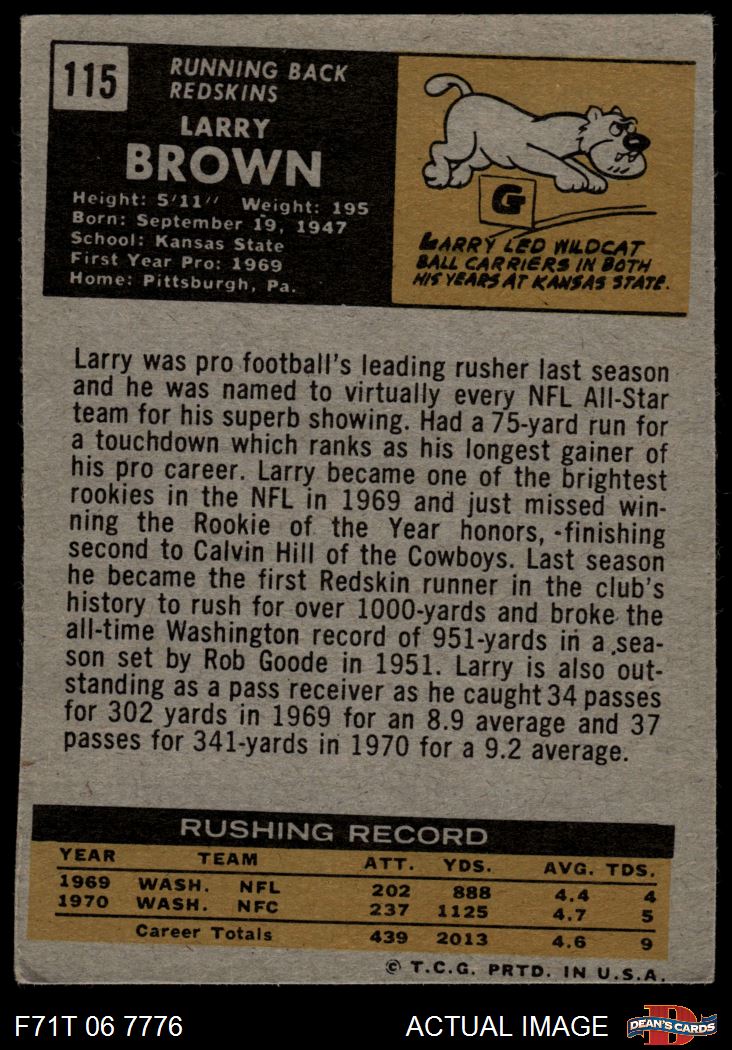 115
RUNNING BACK
REDSKINS
LARRY
BROWN
Height: 5'11" Weight: 195
Born: September 19, 1947
School: Kansas State
First Year Pro: 1969
Home: Pittsburgh, Pa.
G
LARRY LED WILDCAT
BALL CARRIERS IN BOTH
HIS YEARS AT KANSAS STATE.
Larry was pro football's leading rusher last season
and he was named to virtually every NFL All-Star
team for his superb showing. Had a 75-yard run for
a touchdown which ranks as his longest gainer of
his pro career. Larry became one of the brightest
rookies in the NFL in 1969 and just missed win-
ning the Rookie of the Year honors, -finishing
second to Calvin Hill of the Cowboys. Last season
he became the first Redskin runner in the club's
history to rush for over 1000-yards and broke the
all-time Washington record of 951-yards in a sea-
son set by Rob Goode in 1951. Larry is also out-
standing as a pass receiver as he caught 34 passes
for 302 yards in 1969 for an 8.9 average and 37
passes for 341-yards in 1970 for a 9.2 average.
RUSHING RECORD
YEAR TEAM ATT. YDS. AVG. TDS.
1969 WASH. NFL 202 888 4.4 4
1970 WASH. NFC 237 1125 4.7 5
Career Totals 439 2013 4.6 9
© T.C.G. PRTD. IN U.S.A.
F71T 06 7776 ACTUAL IMAGE D DEAN'S CARDS